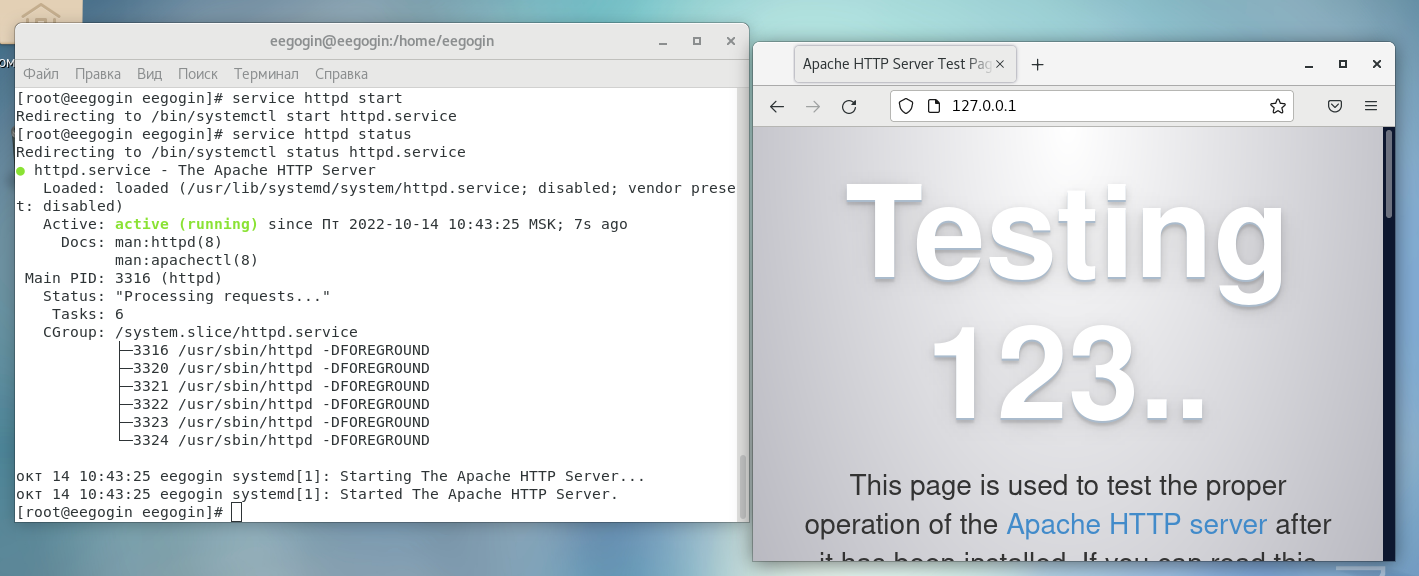 eegogin@eegogin:/home/eegogin
Файл Правка Вид Поиск Терминал Справка
[root@eegogin eegogin]# service httpd start
Redirecting to /bin/systemctl start httpd.service
[root@eegogin eegogin]# service httpd status
Redirecting to /bin/systemctl status httpd.service
● httpd.service - The Apache HTTP Server
Loaded: loaded (/usr/lib/systemd/system/httpd.service; disabled; vendor prese
t: disabled)
Active: active (running) since Пт 2022-10-14 10:43:25 MSK; 7s ago
Docs: man:httpd(8)
man:apachectl(8)
Main PID: 3316 (httpd)
Status: "Processing requests..."
Tasks: 6
CGroup: /system.slice/httpd.service
├─3316 /usr/sbin/httpd -DFOREGROUND
├─3320 /usr/sbin/httpd -DFOREGROUND
├─3321 /usr/sbin/httpd -DFOREGROUND
├─3322 /usr/sbin/httpd -DFOREGROUND
├─3323 /usr/sbin/httpd -DFOREGROUND
└─3324 /usr/sbin/httpd -DFOREGROUND
окт 14 10:43:25 eegogin systemd[1]: Starting The Apache HTTP Server...
окт 14 10:43:25 eegogin systemd[1]: Started The Apache HTTP Server.
[root@eegogin eegogin]#
Apache HTTP Server Test Pag
127.0.0.1
Testing
123..
This page is used to test the proper
operation of the Apache HTTP server after
it has been installed. If you can read this